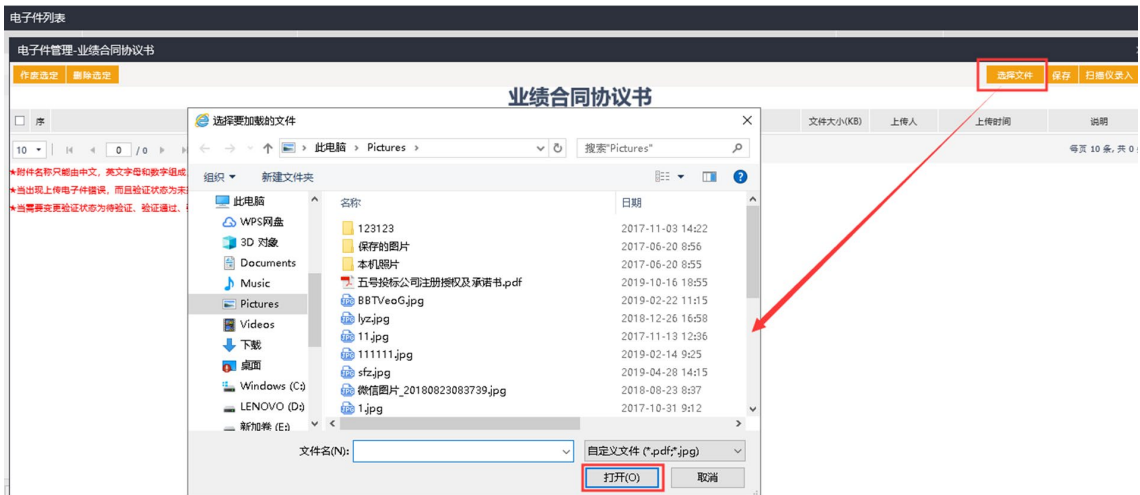 电子件列表
电子件管理-业绩合同协议书
作废选定 删除选定 选择文件 保存 扫描仪录入
业绩合同协议书
序 文件大小(KB) 上传人 上传时间 说明
10 0 / 0 每页 10 条, 共 0
★附件名称只能由中文，英文字母和数字组成
★当出现上传电子件错误，而且验证状态为未
★当需要变更验证状态为待验证、验证通过、
选择要加载的文件
此电脑 › Pictures › 搜索"Pictures"
组织 新建文件夹
此电脑
WPS网盘
3D 对象
Documents
Music
Pictures
Videos
下载
桌面
Windows (C:)
LENOVO (D:)
新加卷 (E:)
名称 日期
123123 2017-11-03 14:22
保存的图片 2017-06-20 8:56
本机照片 2017-06-20 8:55
五号投标公司注册授权及承诺书.pdf 2019-10-16 18:55
BBTVeoG.jpg 2019-02-22 11:15
lyz.jpg 2018-12-26 16:58
11.jpg 2017-11-13 12:36
111111.jpg 2019-02-14 9:25
sfz.jpg 2019-04-28 14:15
微信图片_20180823083739.jpg 2018-08-23 8:37
1.jpg 2017-10-31 9:12
文件名(N): 自定义文件 (*.pdf;*.jpg)
打开(O) 取消